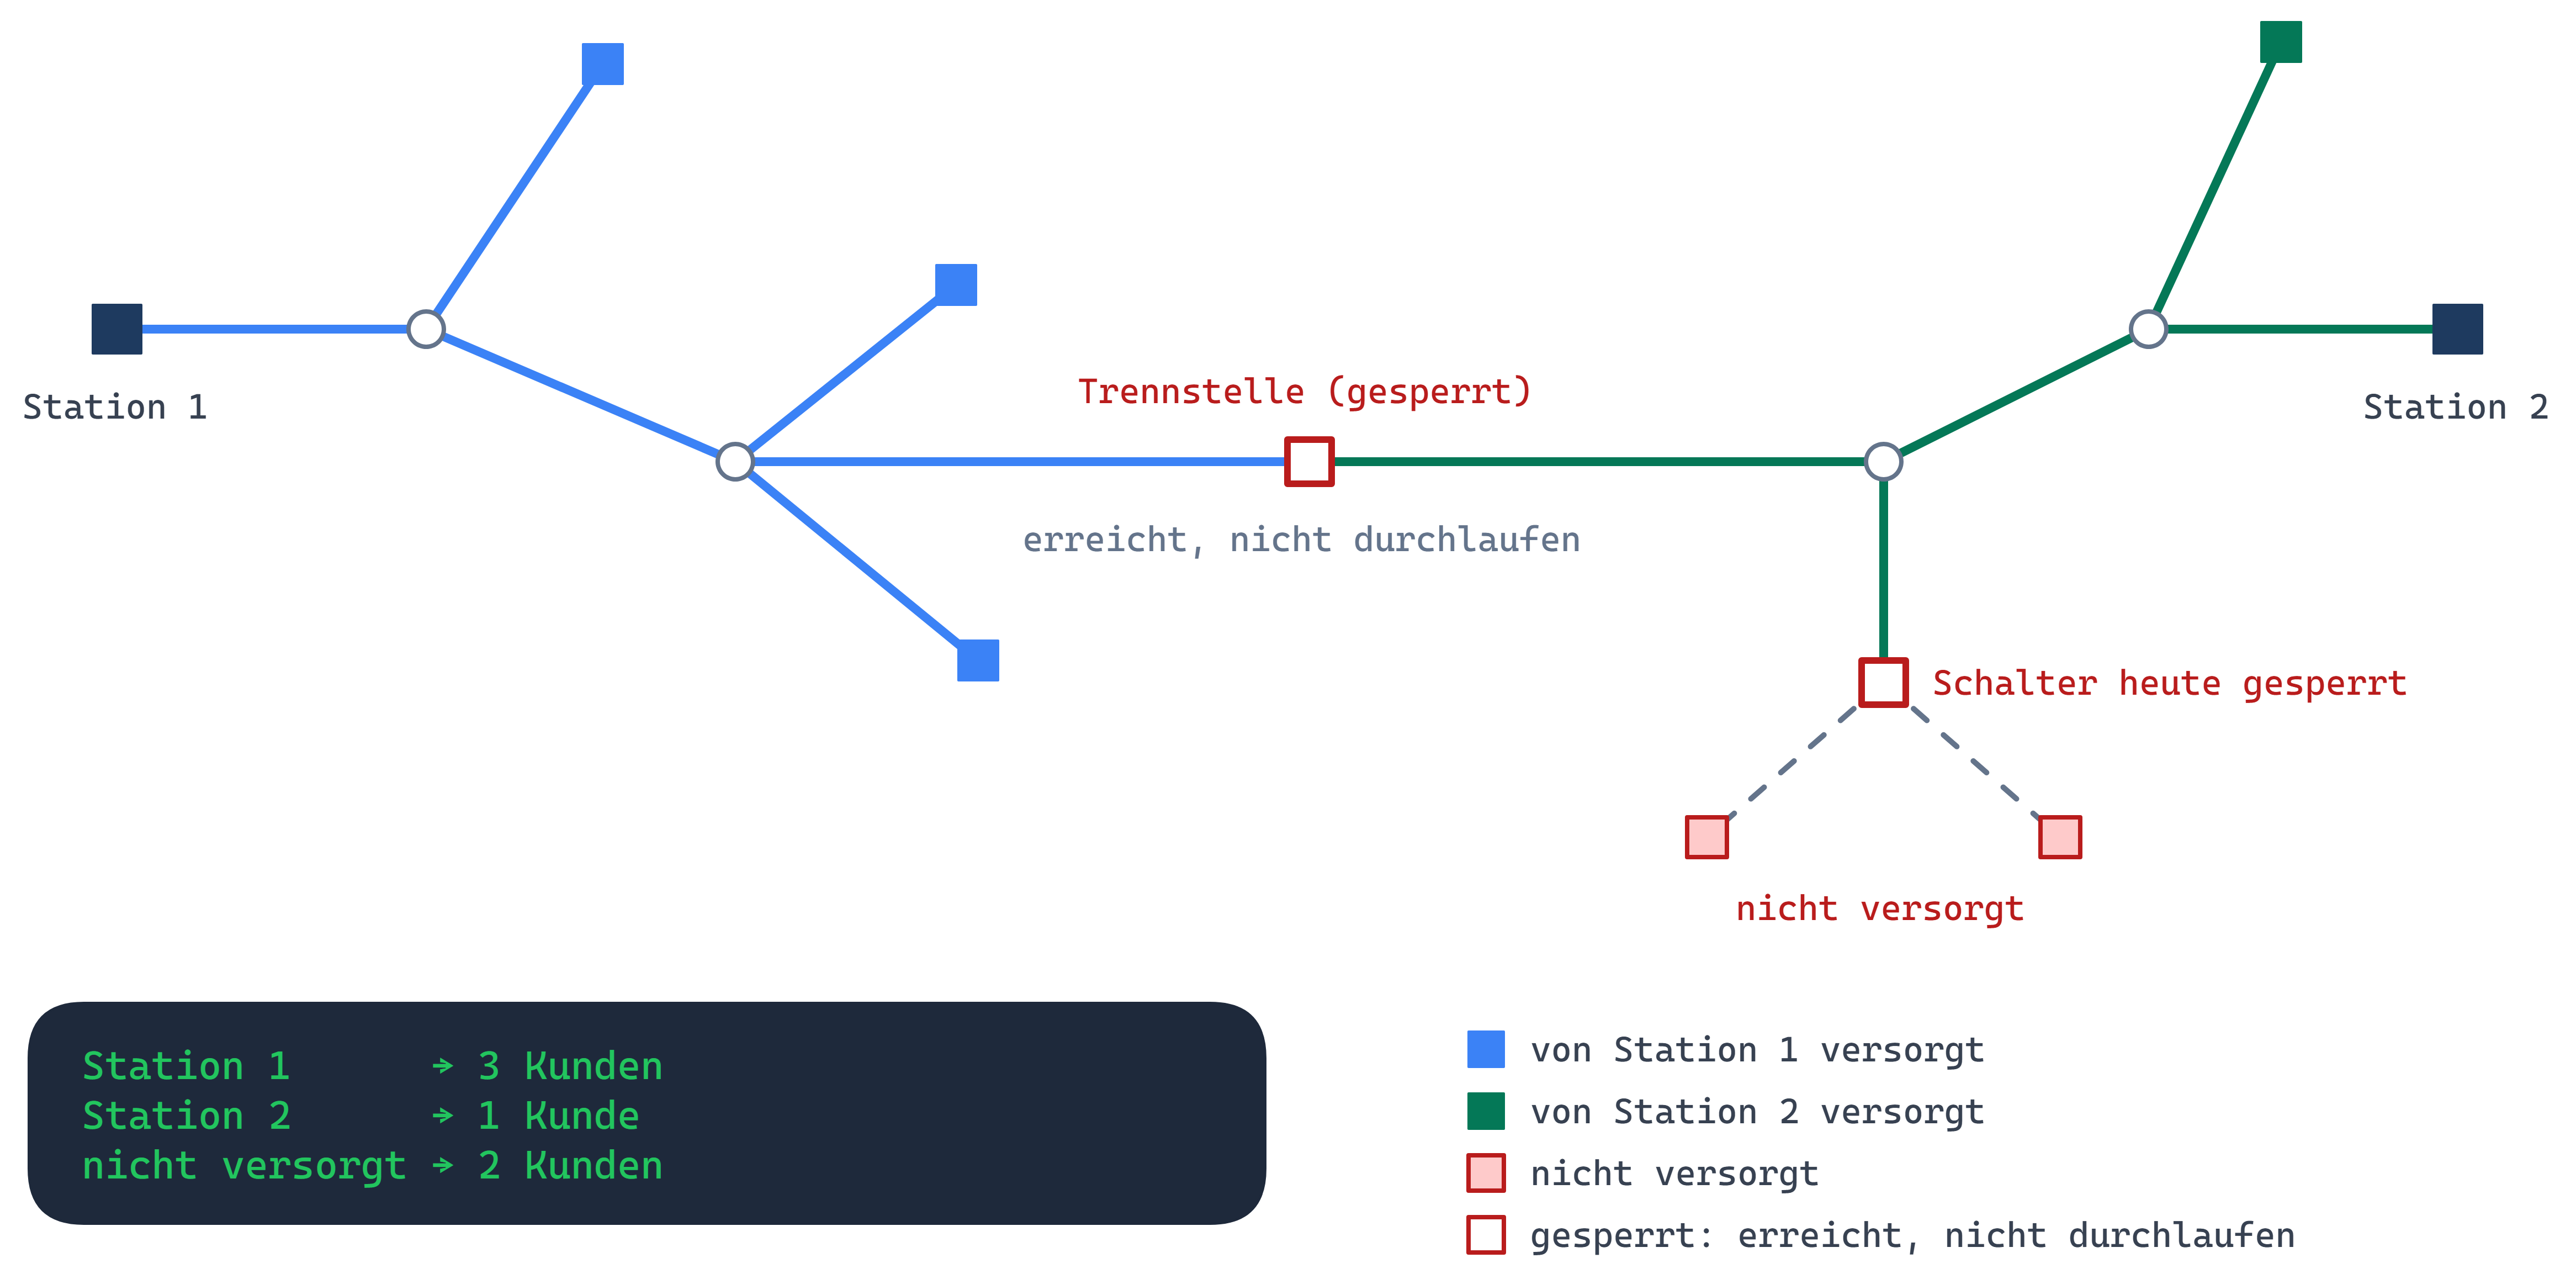 Trennstelle (gesperrt)
Station 1
Station 2
erreicht, nicht durchlaufen
Schalter heute gesperrt
nicht versorgt
Station 1 → 3 Kunden
Station 2 → 1 Kunde
nicht versorgt → 2 Kunden
von Station 1 versorgt
von Station 2 versorgt
nicht versorgt
gesperrt: erreicht, nicht durchlaufen